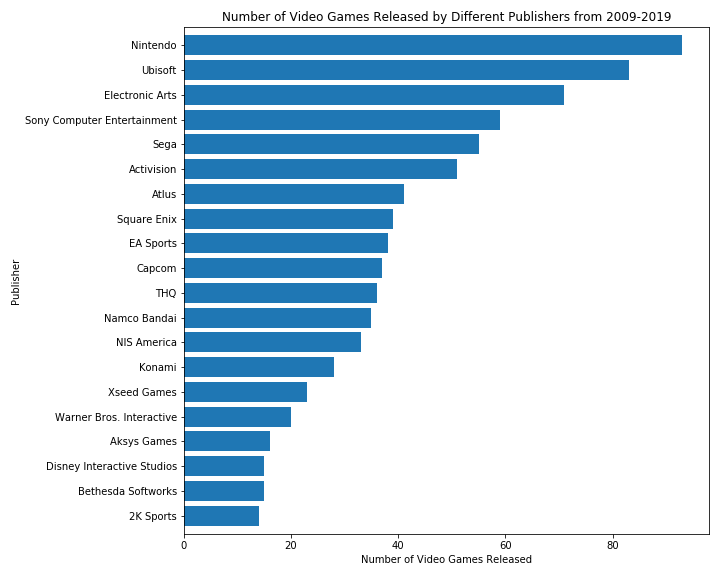 Number of Video Games Released by Different Publishers from 2009-2019
Publisher
Nintendo
Ubisoft
Electronic Arts
Sony Computer Entertainment
Sega
Activision
Atlus
Square Enix
EA Sports
Capcom
THQ
Namco Bandai
NIS America
Konami
Xseed Games
Warner Bros. Interactive
Aksys Games
Disney Interactive Studios
Bethesda Softworks
2K Sports
0 20 40 60 80
Number of Video Games Released